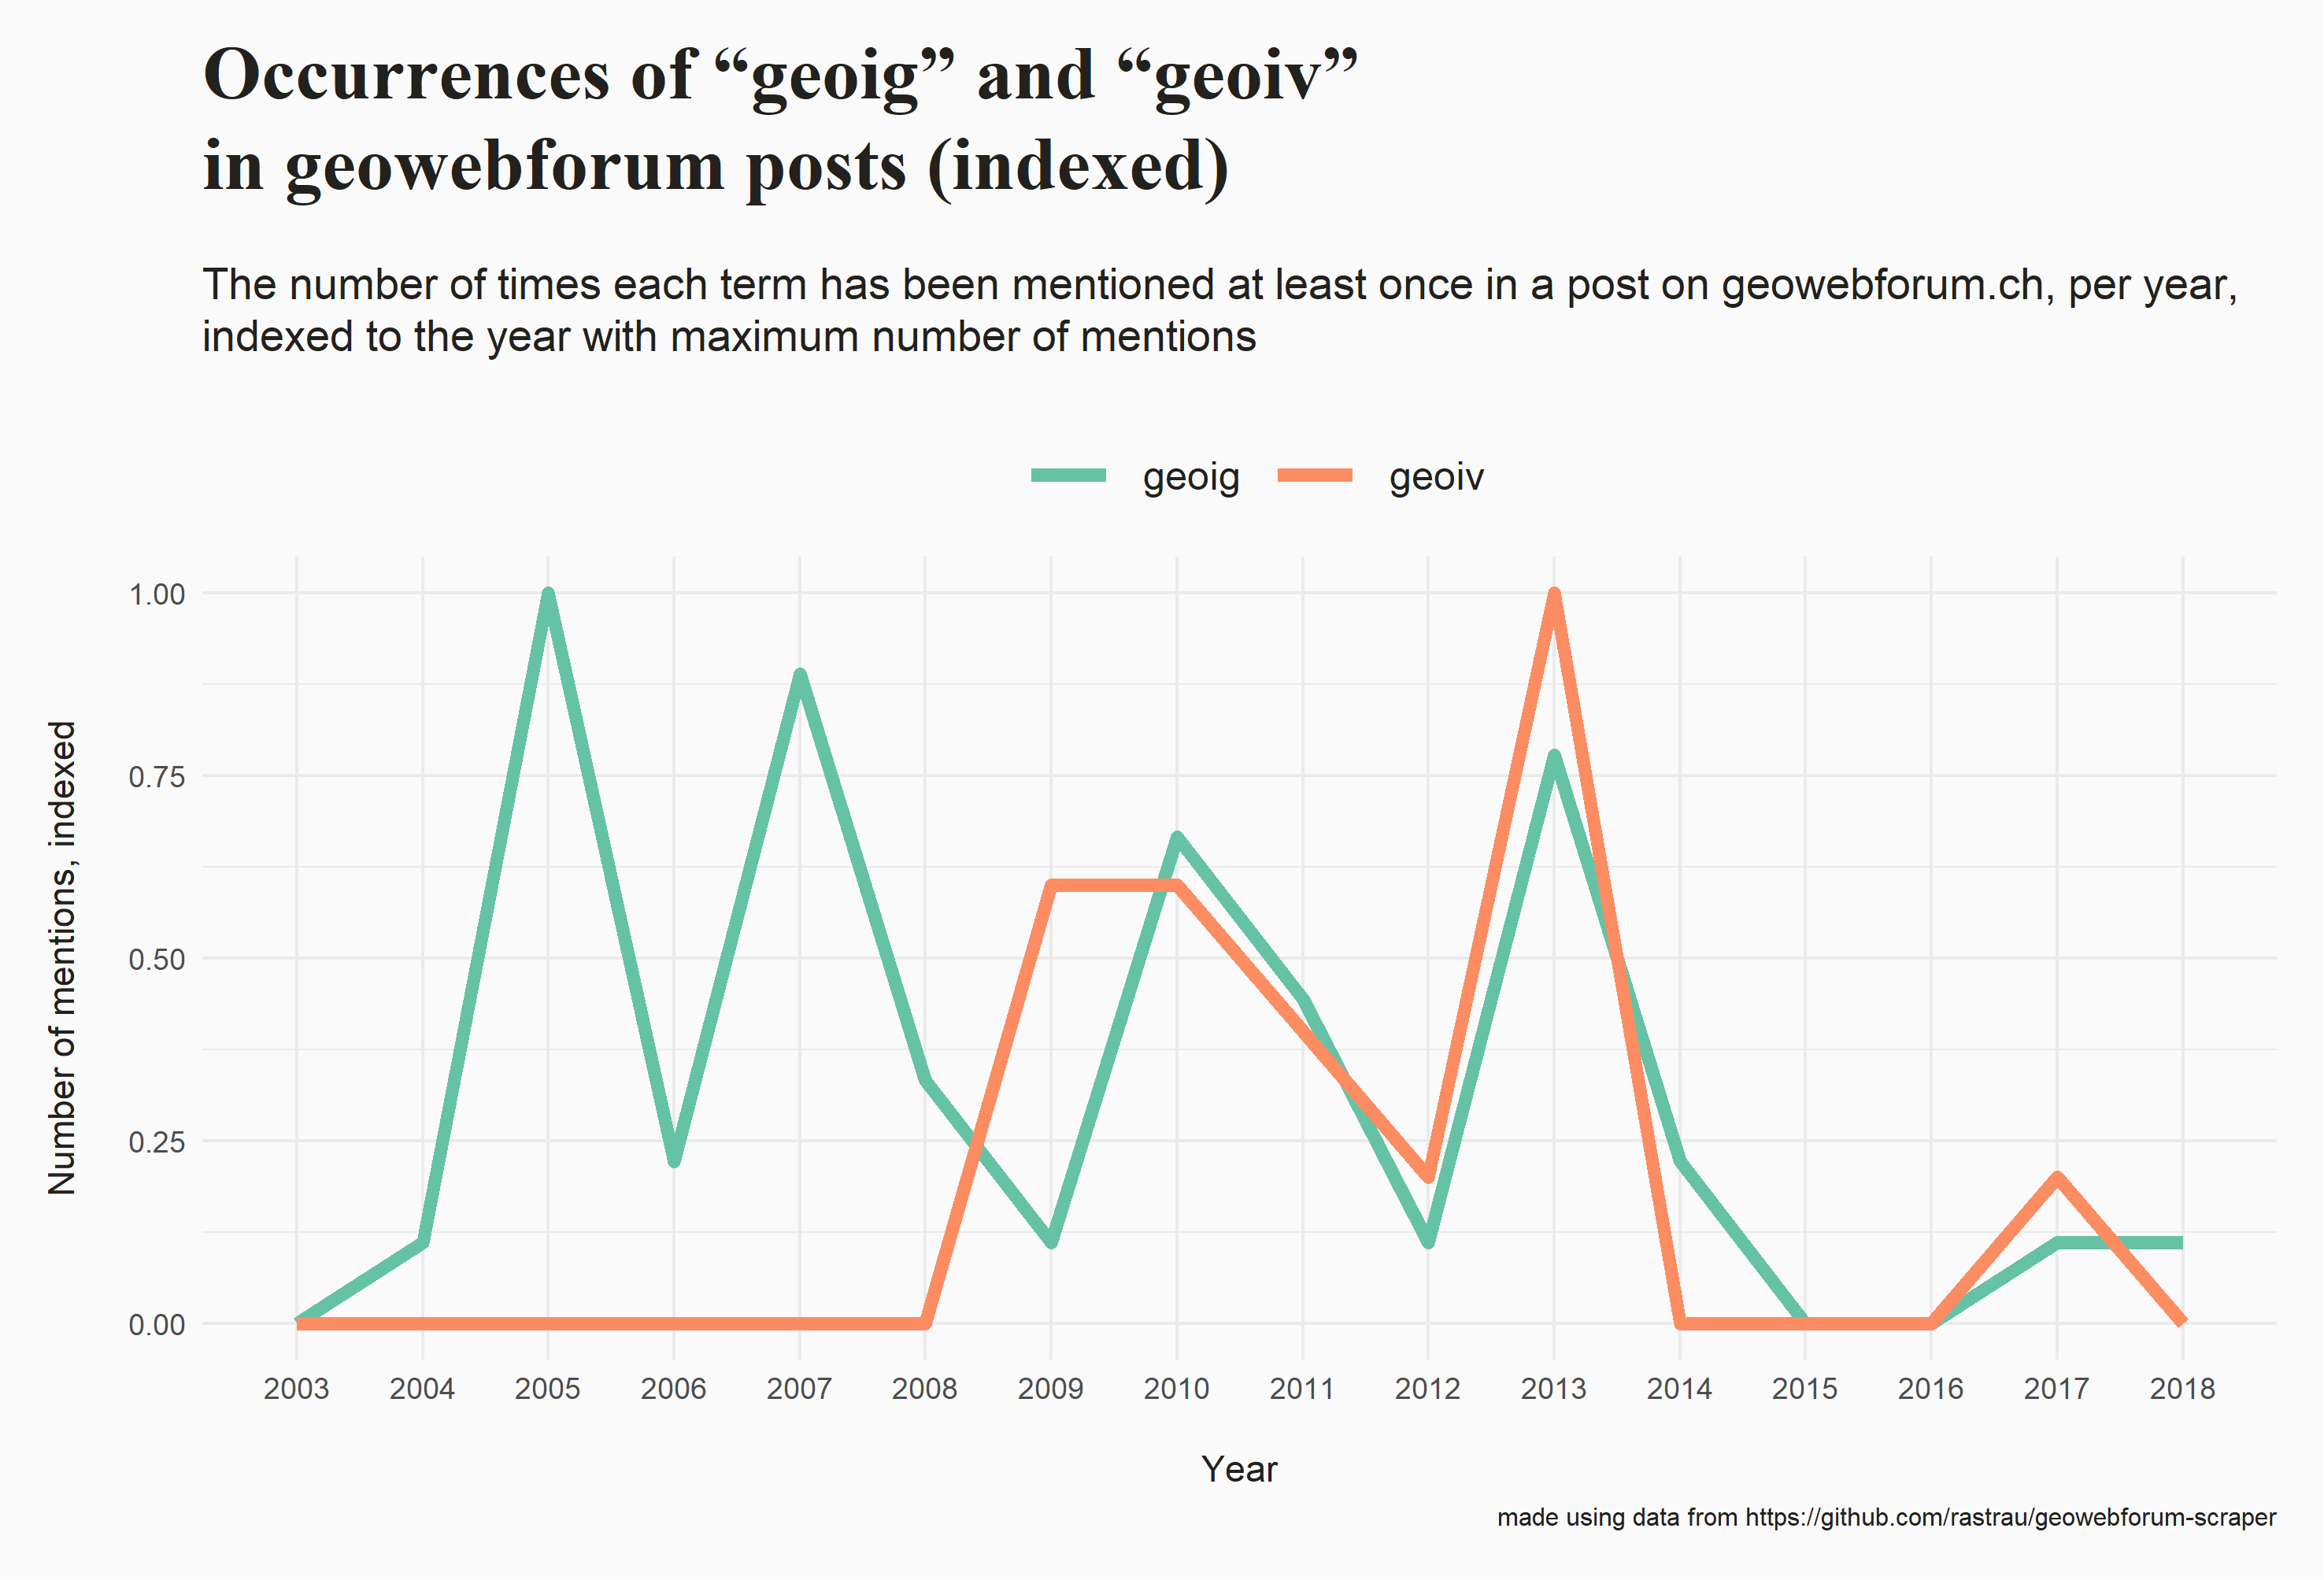 Occurrences of “geoig” and “geoiv”
in geowebforum posts (indexed)
The number of times each term has been mentioned at least once in a post on geowebforum.ch, per year,
indexed to the year with maximum number of mentions
geoig geoiv
Number of mentions, indexed
1.00
0.75
0.50
0.25
0.00
2003 2004 2005 2006 2007 2008 2009 2010 2011 2012 2013 2014 2015 2016 2017 2018
Year
made using data from https://github.com/rastrau/geowebforum-scraper